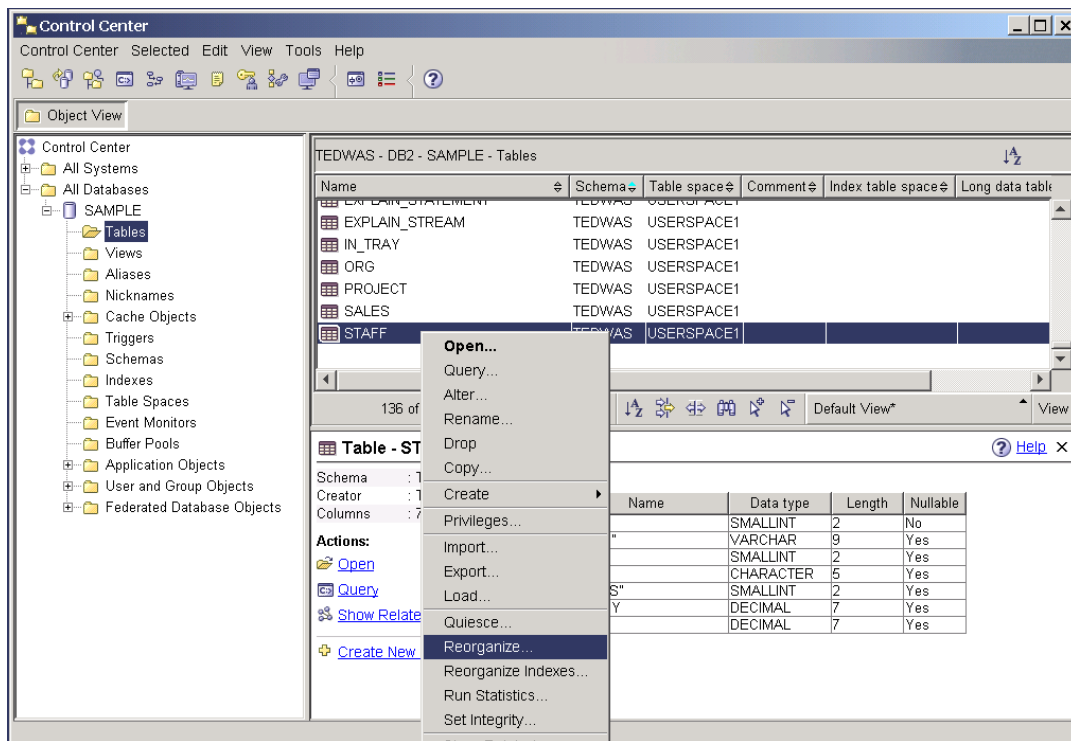 Control Center
Control Center Selected Edit View Tools Help
Object View
Control Center
All Systems
All Databases
SAMPLE
Tables
Views
Aliases
Nicknames
Cache Objects
Triggers
Schemas
Indexes
Table Spaces
Event Monitors
Buffer Pools
Application Objects
User and Group Objects
Federated Database Objects
TEDWAS - DB2 - SAMPLE - Tables
Name Schema Table space Comment Index table space Long data table
EXPLAIN_STATEMENT TEDWAS USERSPACE1
EXPLAIN_STREAM TEDWAS USERSPACE1
IN_TRAY TEDWAS USERSPACE1
ORG TEDWAS USERSPACE1
PROJECT TEDWAS USERSPACE1
SALES TEDWAS USERSPACE1
STAFF TEDWAS USERSPACE1
136 of
Default View*
View
Open...
Query...
Alter...
Rename...
Drop
Copy...
Create
Privileges...
Import...
Export...
Load...
Quiesce...
Reorganize...
Reorganize Indexes...
Run Statistics...
Set Integrity...
Table - ST
Help
Schema : T
Creator : T
Columns : 7
Actions:
Open
Query
Show Relate
Create New
Name Data type Length Nullable
SMALLINT 2 No
" VARCHAR 9 Yes
SMALLINT 2 Yes
CHARACTER 5 Yes
S" SMALLINT 2 Yes
Y DECIMAL 7 Yes
DECIMAL 7 Yes